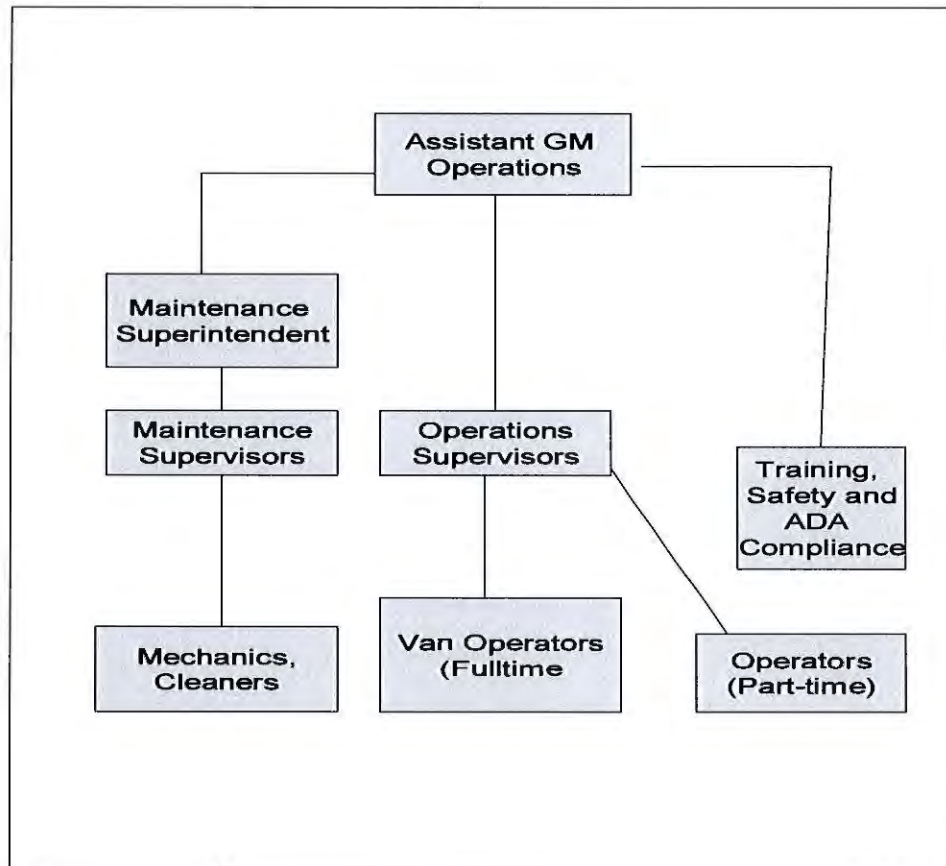 Assistant GM
Operations
Maintenance
Superintendent
Maintenance
Supervisors
Operations
Supervisors
Training,
Safety and
ADA
Compliance
Mechanics,
Cleaners
Van Operators
(Fulltime
Operators
(Part-time)